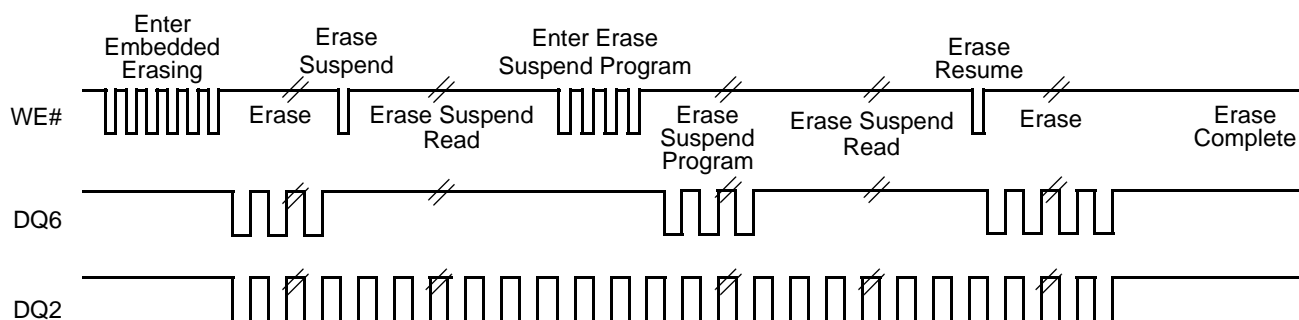 Enter
Embedded
Erasing
Erase
Suspend
Enter Erase
Suspend Program
Erase
Resume
WE#
Erase
Erase Suspend
Read
Erase
Suspend
Program
Erase Suspend
Read
Erase
Erase
Complete
DQ6
DQ2